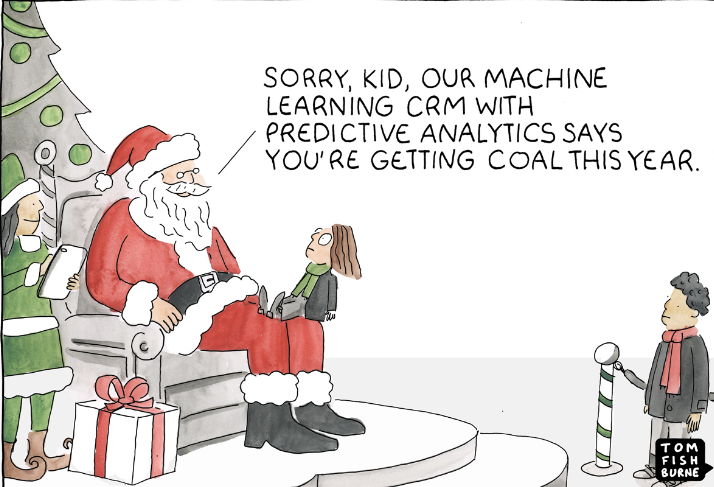 SORRY, KID, OUR MACHINE
LEARNING CRM WITH
PREDICTIVE ANALYTICS SAYS
YOU'RE GETTING COAL THIS YEAR.
TOM
FISH
BURNE